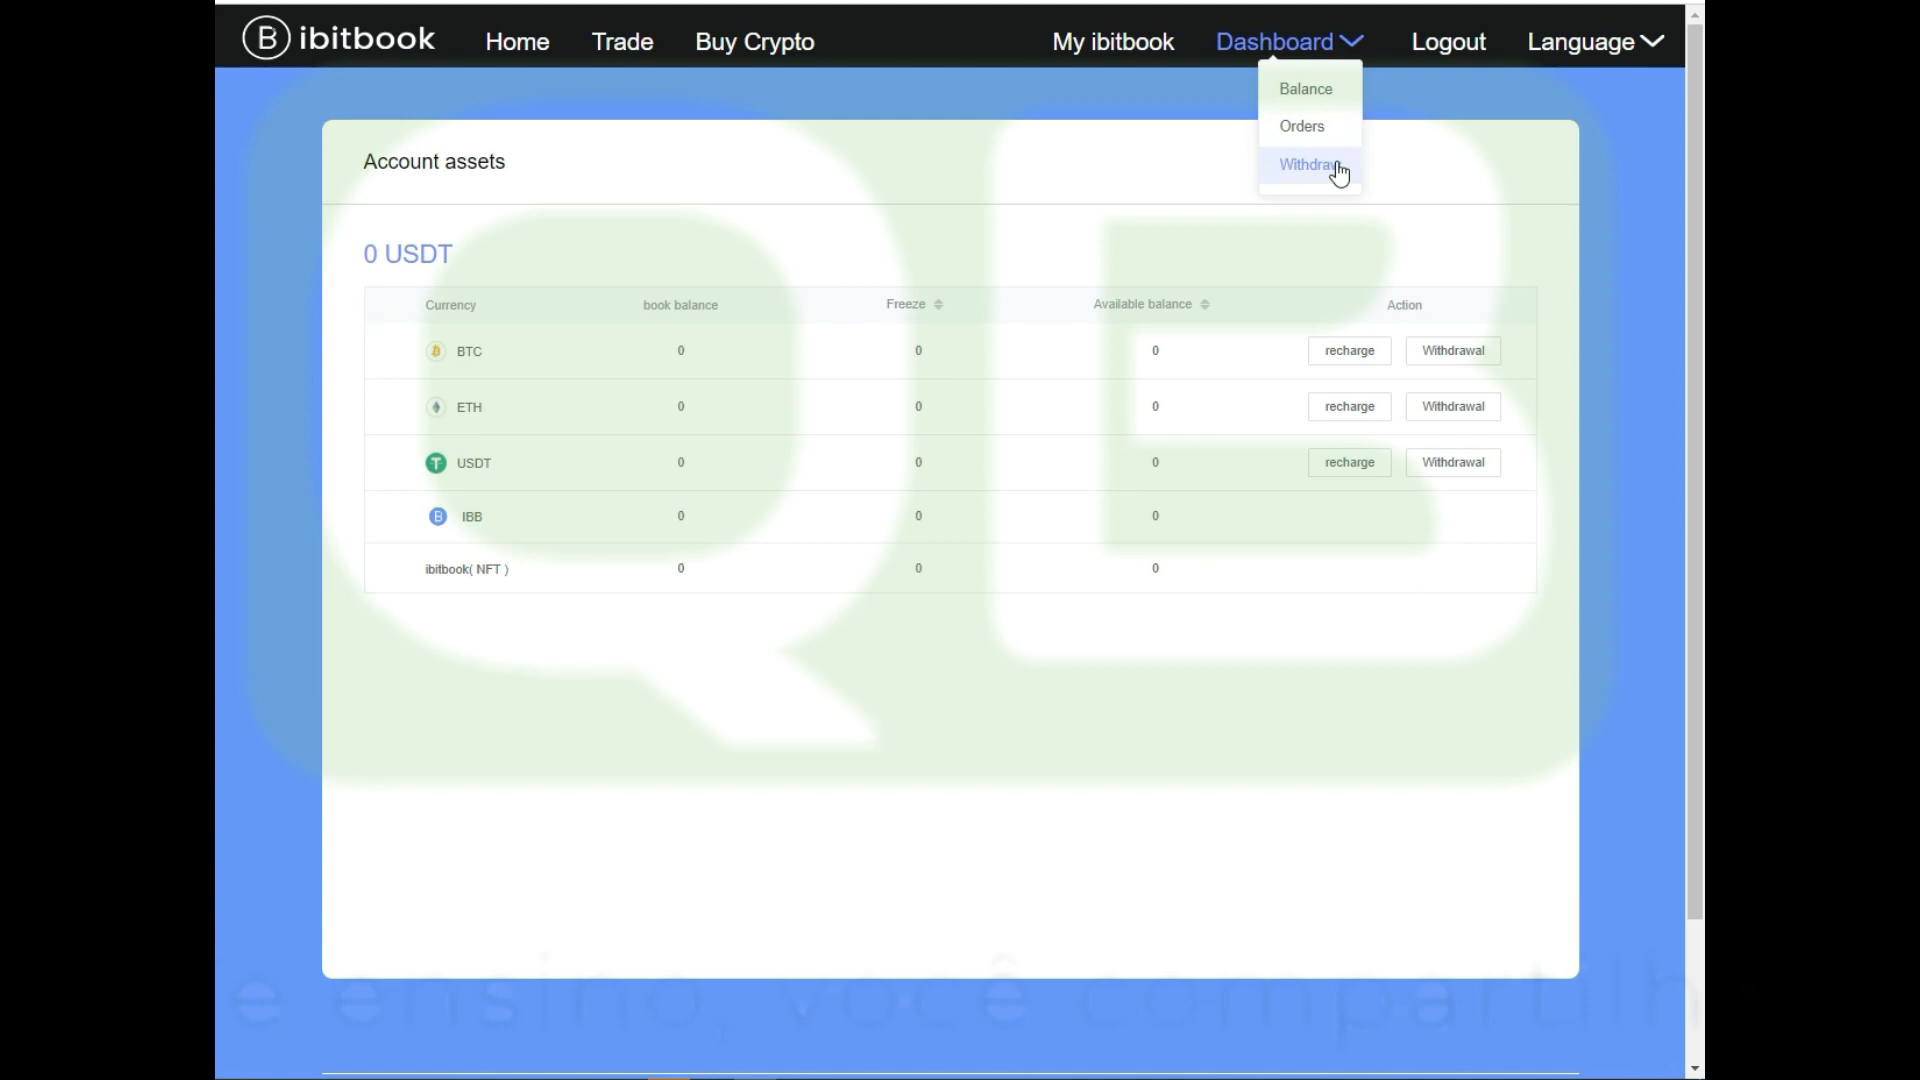 ibitbook Home Trade Buy Crypto My ibitbook Dashboard Logout Language
Balance
Orders
Account assets
0 USDT
Currency book balance Freeze Available balance Action
BTC 0 0 0 recharge Withdrawal
ETH 0 0 0 recharge Withdrawal
USDT 0 0 0 recharge Withdrawal
IBB 0 0 0
ibitbook( NFT ) 0 0 0
QB
e ensino, você compartilh